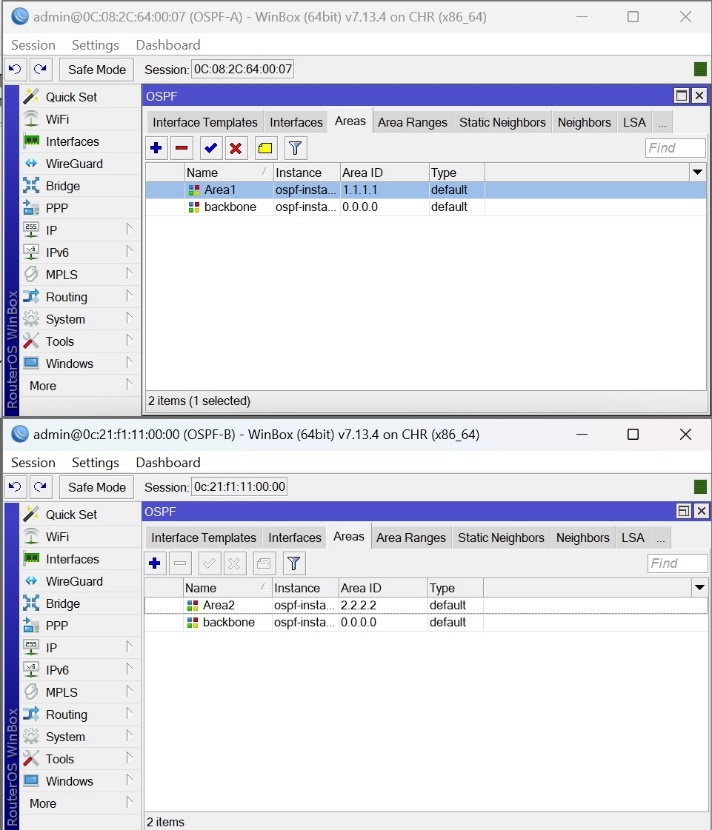 admin@0C:08:2C:64:00:07 (OSPF-A) - WinBox (64bit) v7.13.4 on CHR (x86_64)
Session Settings Dashboard
Safe Mode Session: 0C:08:2C:64:00:07
OSPF
Interface Templates Interfaces Areas Area Ranges Static Neighbors Neighbors LSA ...
Find
Name Instance Area ID Type
Area1 ospf-insta... 1.1.1.1 default
backbone ospf-insta... 0.0.0.0 default
2 items (1 selected)
Quick Set
WiFi
Interfaces
WireGuard
Bridge
PPP
IP
IPv6
MPLS
Routing
System
Tools
Windows
More
RouterOS WinBox
admin@0c:21:f1:11:00:00 (OSPF-B) - WinBox (64bit) v7.13.4 on CHR (x86_64)
Session Settings Dashboard
Safe Mode Session: 0c:21:f1:11:00:00
OSPF
Interface Templates Interfaces Areas Area Ranges Static Neighbors Neighbors LSA ...
Find
Name Instance Area ID Type
Area2 ospf-insta... 2.2.2.2 default
backbone ospf-insta... 0.0.0.0 default
2 items
Quick Set
WiFi
Interfaces
WireGuard
Bridge
PPP
IP
IPv6
MPLS
Routing
System
Tools
Windows
More
RouterOS WinBox